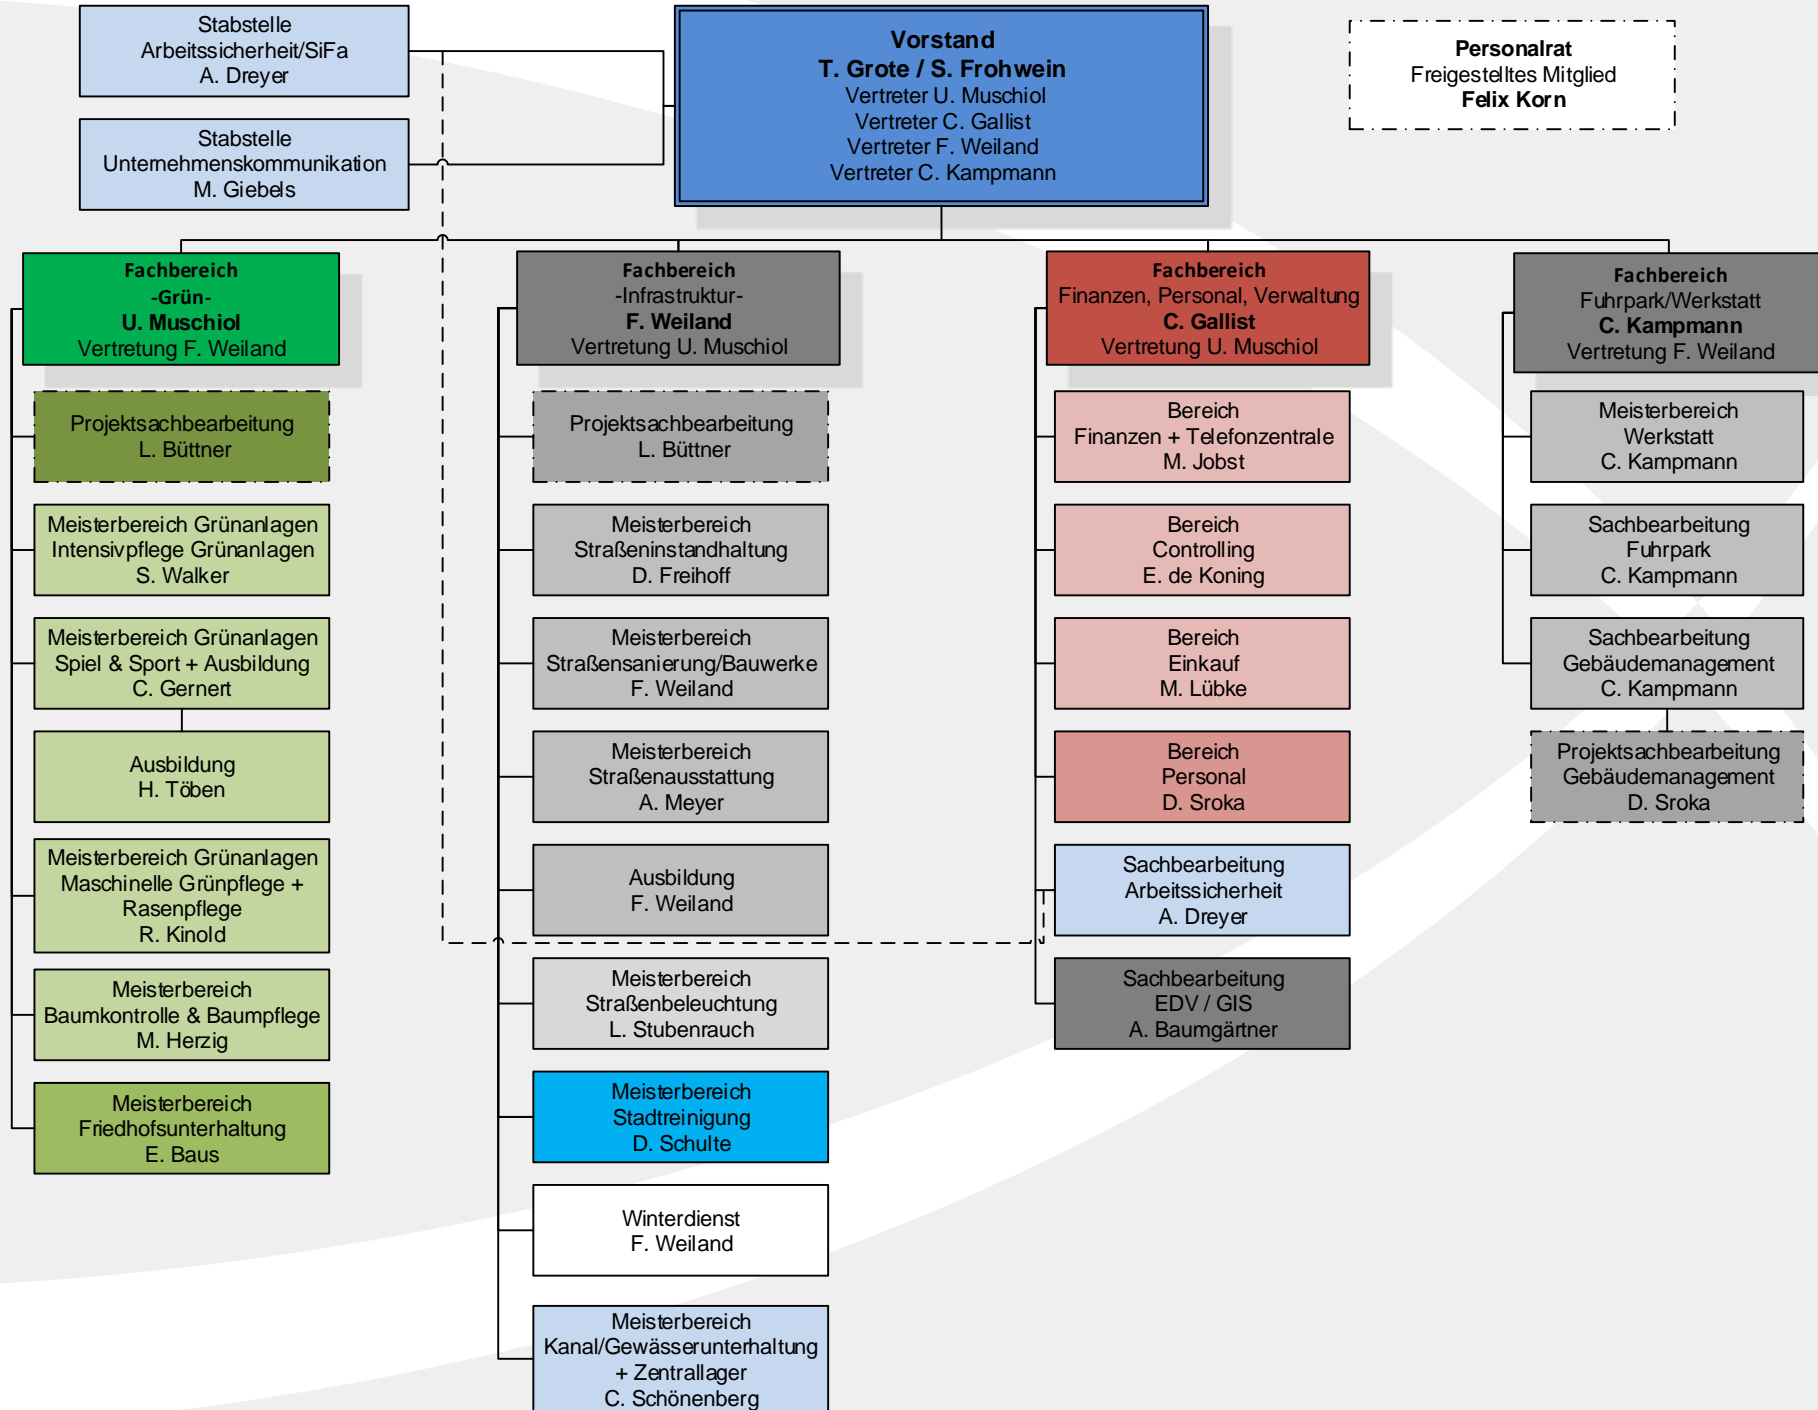 Stabstelle
Arbeitssicherheit/SiFa
A. Dreyer
Stabstelle
Unternehmenskommunikation
M. Giebels
Vorstand
T. Grote / S. Frohwein
Vertreter U. Muschiol
Vertreter C. Gallist
Vertreter F. Weiland
Vertreter C. Kampmann
Personalrat
Freigestelltes Mitglied
Felix Korn
Fachbereich
-Grün-
U. Muschiol
Vertretung F. Weiland
Projektsachbearbeitung
L. Büttner
Meisterbereich Grünanlagen
Intensivpflege Grünanlagen
S. Walker
Meisterbereich Grünanlagen
Spiel & Sport + Ausbildung
C. Gernert
Ausbildung
H. Töben
Meisterbereich Grünanlagen
Maschinelle Grünpflege +
Rasenpflege
R. Kinold
Meisterbereich
Baumkontrolle & Baumpflege
M. Herzig
Meisterbereich
Friedhofsunterhaltung
E. Baus
Fachbereich
-Infrastruktur-
F. Weiland
Vertretung U. Muschiol
Projektsachbearbeitung
L. Büttner
Meisterbereich
Straßeninstandhaltung
D. Freihoff
Meisterbereich
Straßensanierung/Bauwerke
F. Weiland
Meisterbereich
Straßenausstattung
A. Meyer
Ausbildung
F. Weiland
Meisterbereich
Straßenbeleuchtung
L. Stubenrauch
Meisterbereich
Stadtreinigung
D. Schulte
Winterdienst
F. Weiland
Meisterbereich
Kanal/Gewässerunterhaltung
+ Zentrallager
C. Schönenberg
Fachbereich
Finanzen, Personal, Verwaltung
C. Gallist
Vertretung U. Muschiol
Bereich
Finanzen + Telefonzentrale
M. Jobst
Bereich
Controlling
E. de Koning
Bereich
Einkauf
M. Lübke
Bereich
Personal
D. Sroka
Sachbearbeitung
Arbeitssicherheit
A. Dreyer
Sachbearbeitung
EDV / GIS
A. Baumgärtner
Fachbereich
Fuhrpark/Werkstatt
C. Kampmann
Vertretung F. Weiland
Meisterbereich
Werkstatt
C. Kampmann
Sachbearbeitung
Fuhrpark
C. Kampmann
Sachbearbeitung
Gebäudemanagement
C. Kampmann
Projektsachbearbeitung
Gebäudemanagement
D. Sroka